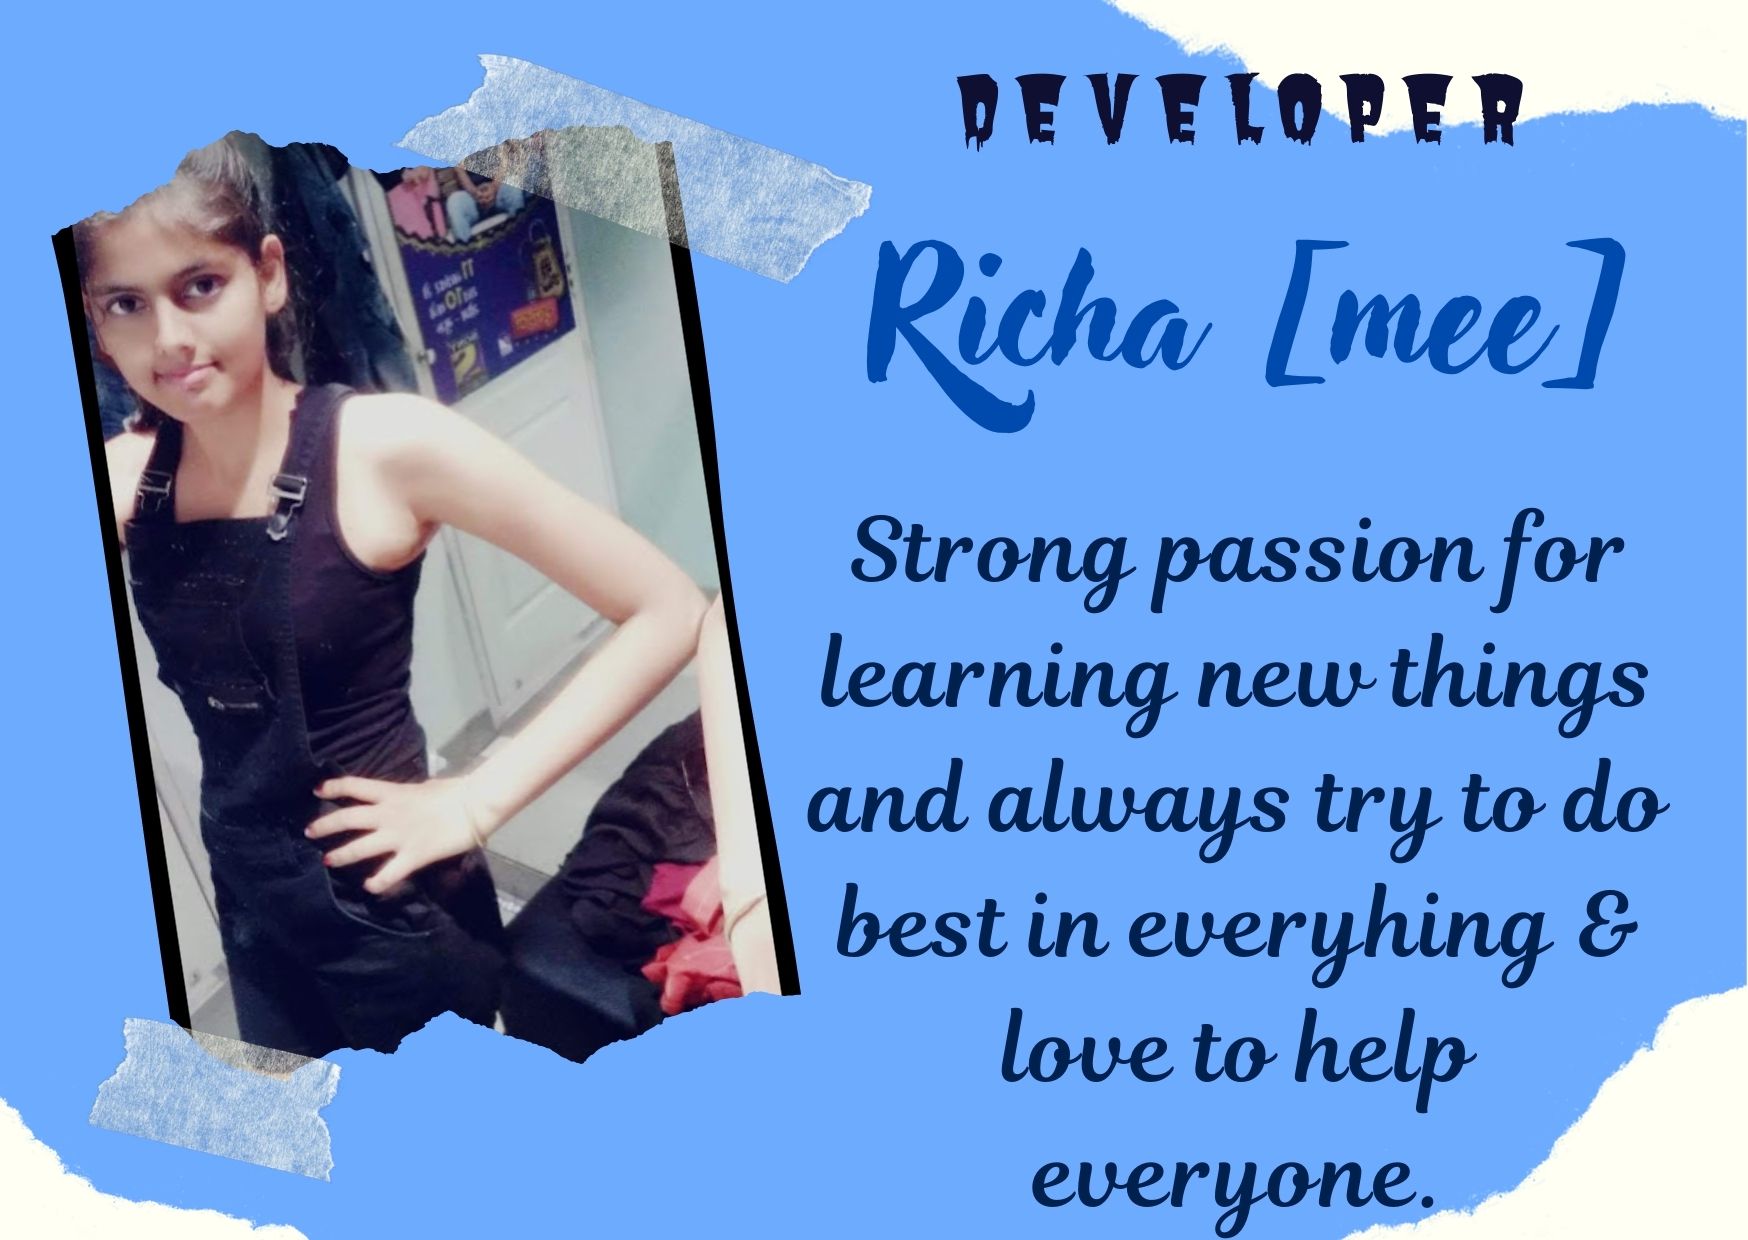 DEVELOPER
Richa [mee]
Strong passion for
learning new things
and always try to do
best in everyhing &
love to help
everyone.